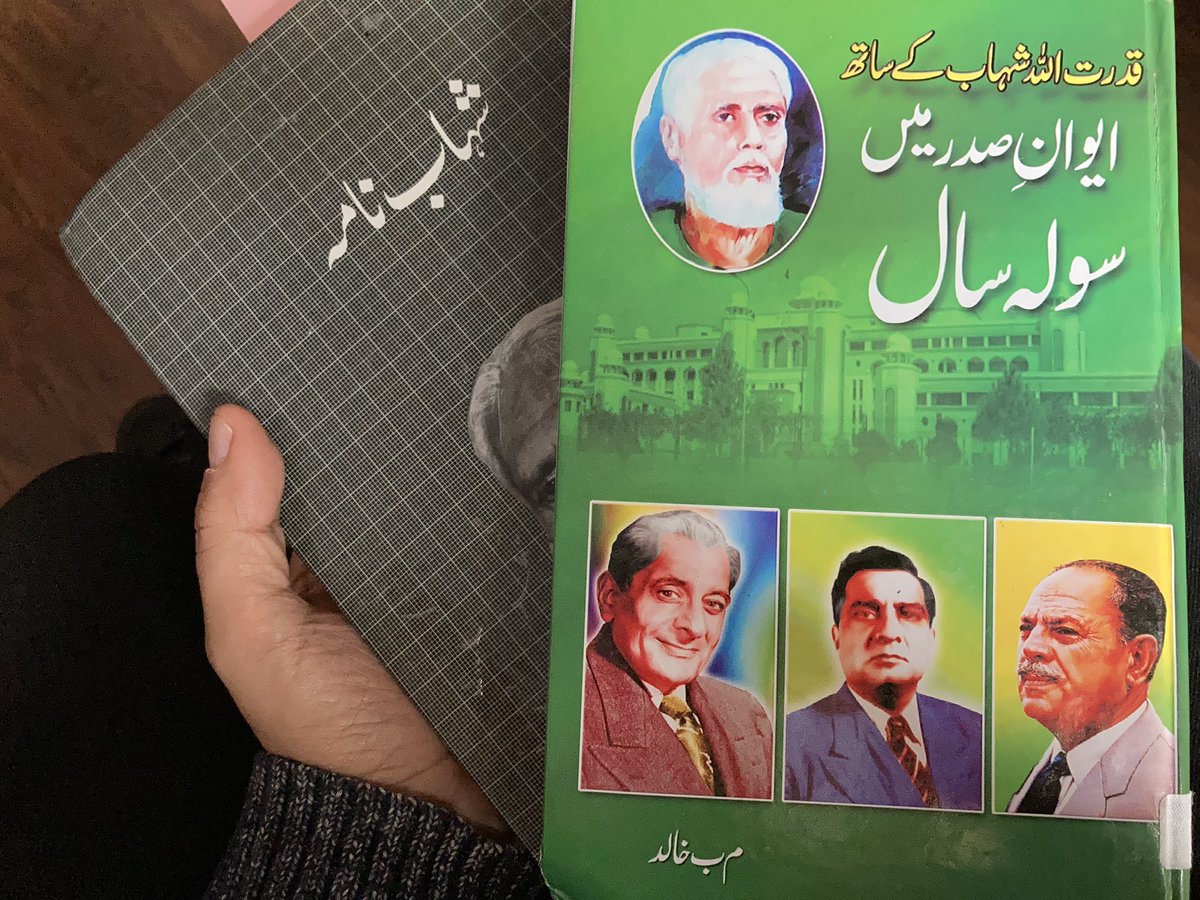 شہاب نامہ
قدرت اللہ شہاب کے ساتھ
ایوانِ صدر میں
سولہ سال
م ب خالد